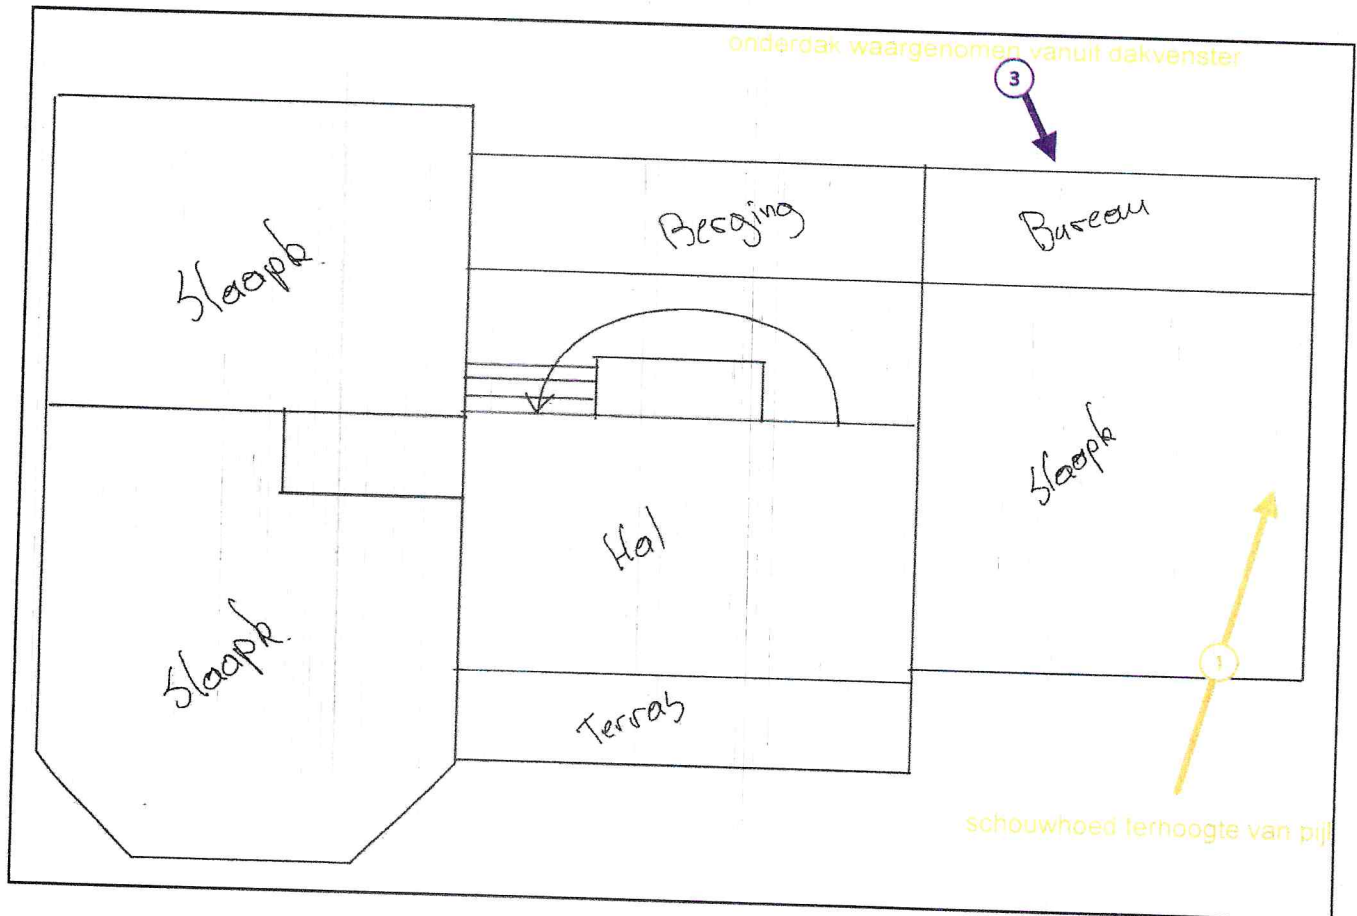 onderdak waargenomen vanuit dakvenster
3
Berging
Bureau
Slaapk.
Slaapk
Hal
Slaapk.
1
Terras
schouwhoed terhoogte van pijl